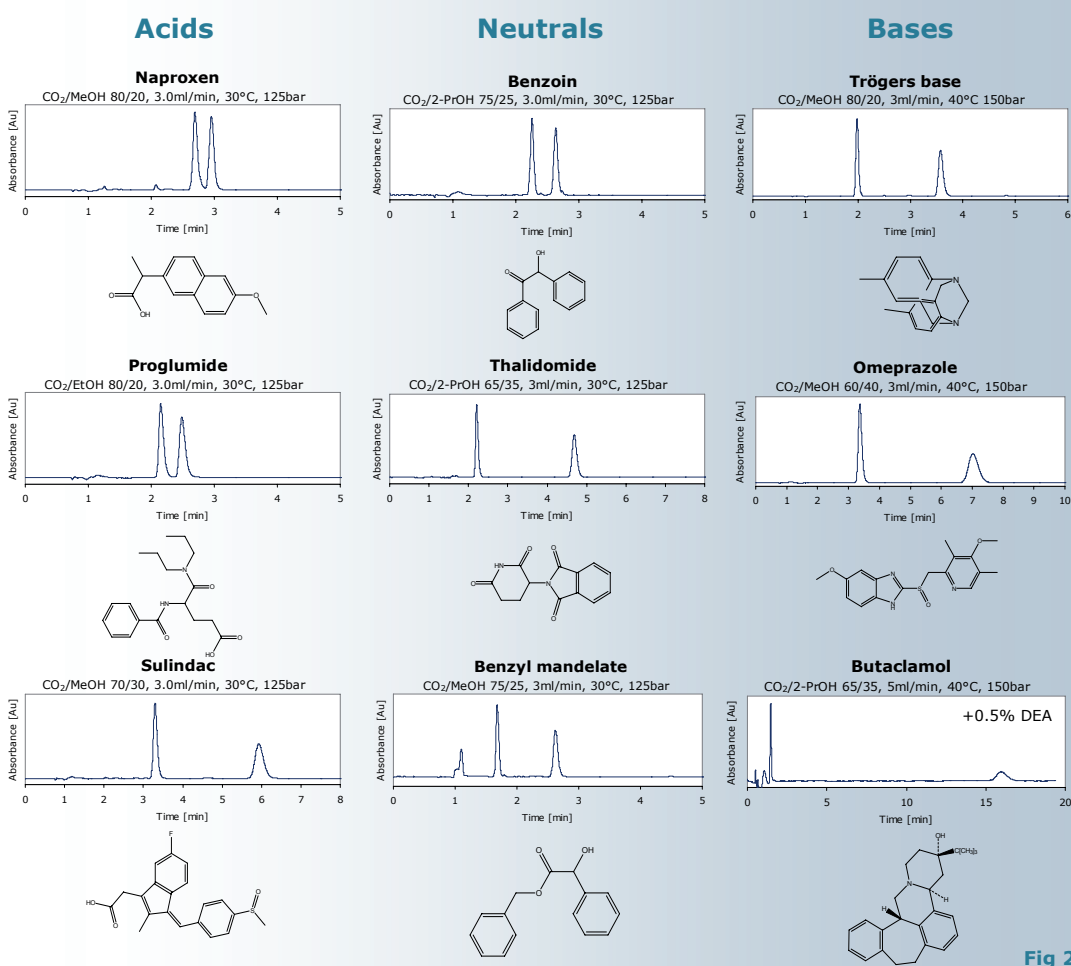 Acids
Neutrals
Bases
Naproxen
CO₂/MeOH 80/20, 3.0ml/min, 30°C, 125bar
Absorbance [Au]
0 1 2 3 4 5
Time [min]
O
OH
O
Benzoin
CO₂/2-PrOH 75/25, 3.0ml/min, 30°C, 125bar
Absorbance [Au]
0 1 2 3 4 5
Time [min]
OH
O
Trögers base
CO₂/MeOH 80/20, 3ml/min, 40°C 150bar
Absorbance [Au]
0 1 2 3 4 5 6
Time [min]
N
N
Proglumide
CO₂/EtOH 80/20, 3.0ml/min, 30°C, 125bar
Absorbance [Au]
0 1 2 3 4 5
Time [min]
N
O
HN
O
O
HO
Thalidomide
CO₂/2-PrOH 65/35, 3ml/min, 30°C, 125bar
Absorbance [Au]
0 1 2 3 4 5 6 7 8
Time [min]
O
O
HN
N
O
O
Omeprazole
CO₂/MeOH 60/40, 3ml/min, 40°C, 150bar
Absorbance [Au]
0 1 2 3 4 5 6 7 8 9 10
Time [min]
O
O
N
S
N
N
H
O
Sulindac
CO₂/MeOH 70/30, 3.0ml/min, 30°C, 125bar
Absorbance [Au]
0 1 2 3 4 5 6 7 8
Time [min]
F
HO
O
O
S
Benzyl mandelate
CO₂/MeOH 75/25, 3ml/min, 30°C, 125bar
Absorbance [Au]
0 1 2 3 4 5
Time [min]
O
OH
O
Butaclamol
CO₂/2-PrOH 65/35, 5ml/min, 40°C, 150bar
Absorbance [Au]
+0.5% DEA
0 5 10 15 20
Time [min]
OH
C(CH₃)₃
N
H
H
Fig 2